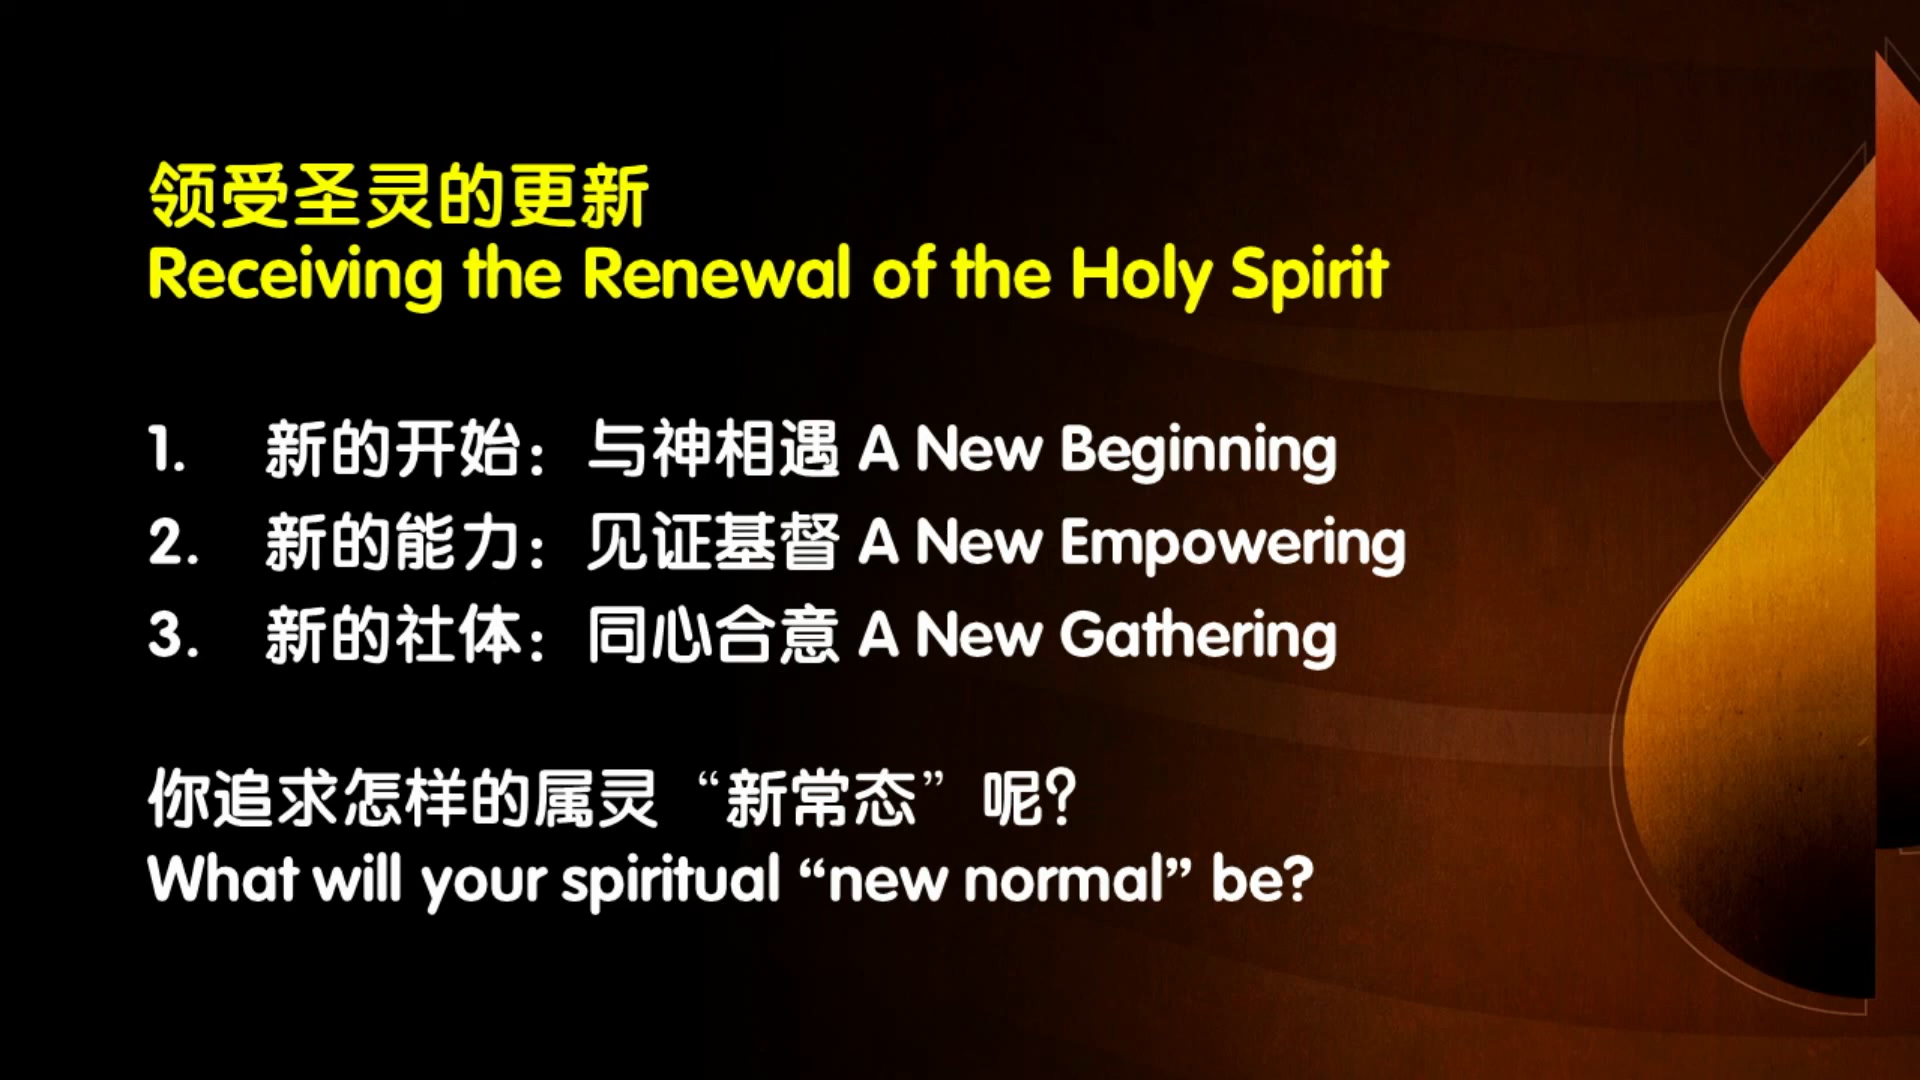 领受圣灵的更新
Receiving the Renewal of the Holy Spirit
1. 新的开始：与神相遇 A New Beginning
2. 新的能力：见证基督 A New Empowering
3. 新的社体：同心合意 A New Gathering
你追求怎样的属灵“新常态”呢？
What will your spiritual “new normal” be?